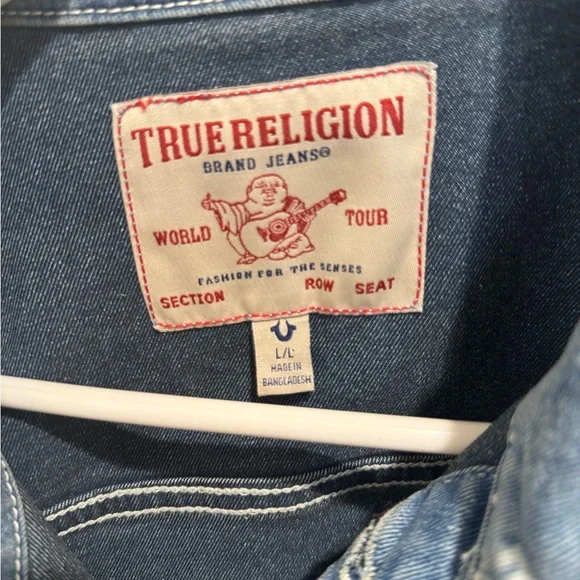 TRUE RELIGION
BRAND JEANS®
WORLD TOUR
FASHION FOR THE SENSES
SECTION ROW SEAT
L/L
MADE IN
BANGLADESH